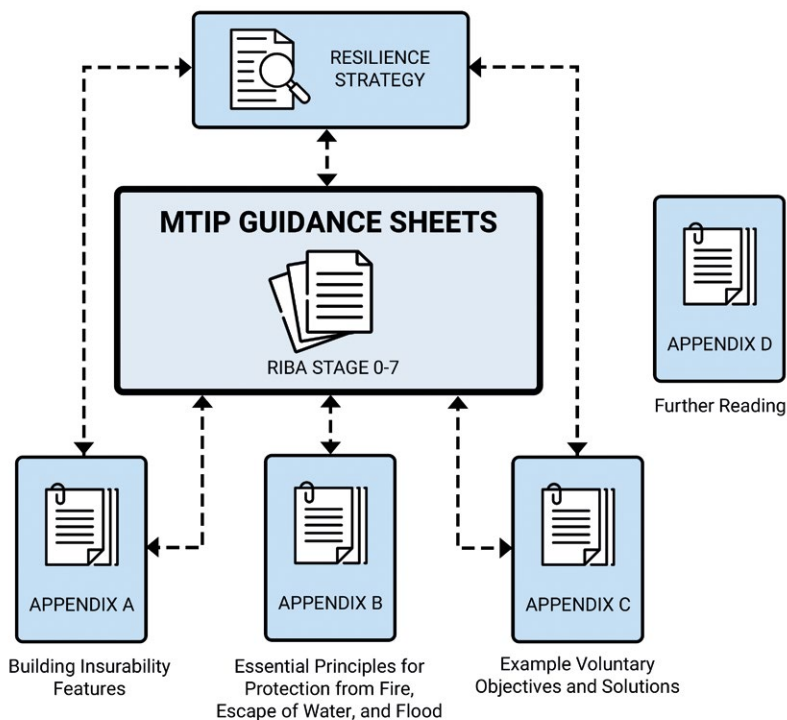 RESILIENCE
STRATEGY
MTIP GUIDANCE SHEETS
RIBA STAGE 0-7
APPENDIX D
Further Reading
APPENDIX A
Building Insurability
Features
APPENDIX B
Essential Principles for
Protection from Fire,
Escape of Water, and Flood
APPENDIX C
Example Voluntary
Objectives and Solutions